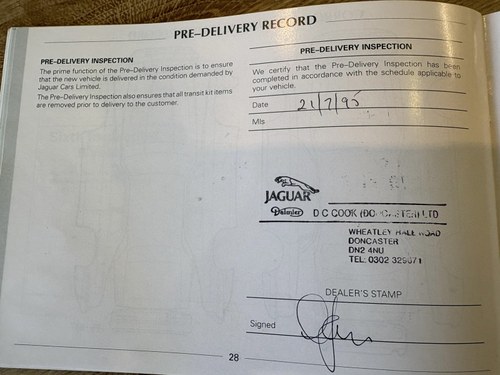 PRE-DELIVERY RECORD
PRE-DELIVERY INSPECTION
The prime function of the Pre-Delivery Inspection is to ensure
that the new vehicle is delivered in the condition demanded by
Jaguar Cars Limited.
The Pre-Delivery Inspection also ensures that all transit kit items
are removed prior to delivery to the customer.
PRE-DELIVERY INSPECTION
We certify that the Pre-Delivery Inspection has been
completed in accordance with the schedule applicable to
your vehicle.
Date 21/7/95
Mls
JAGUAR
Daimler D C COOK LTD
WHEATLEY HALL ROAD
DONCASTER
DN2 4NU
TEL: 0302
DEALER'S STAMP
Signed
28